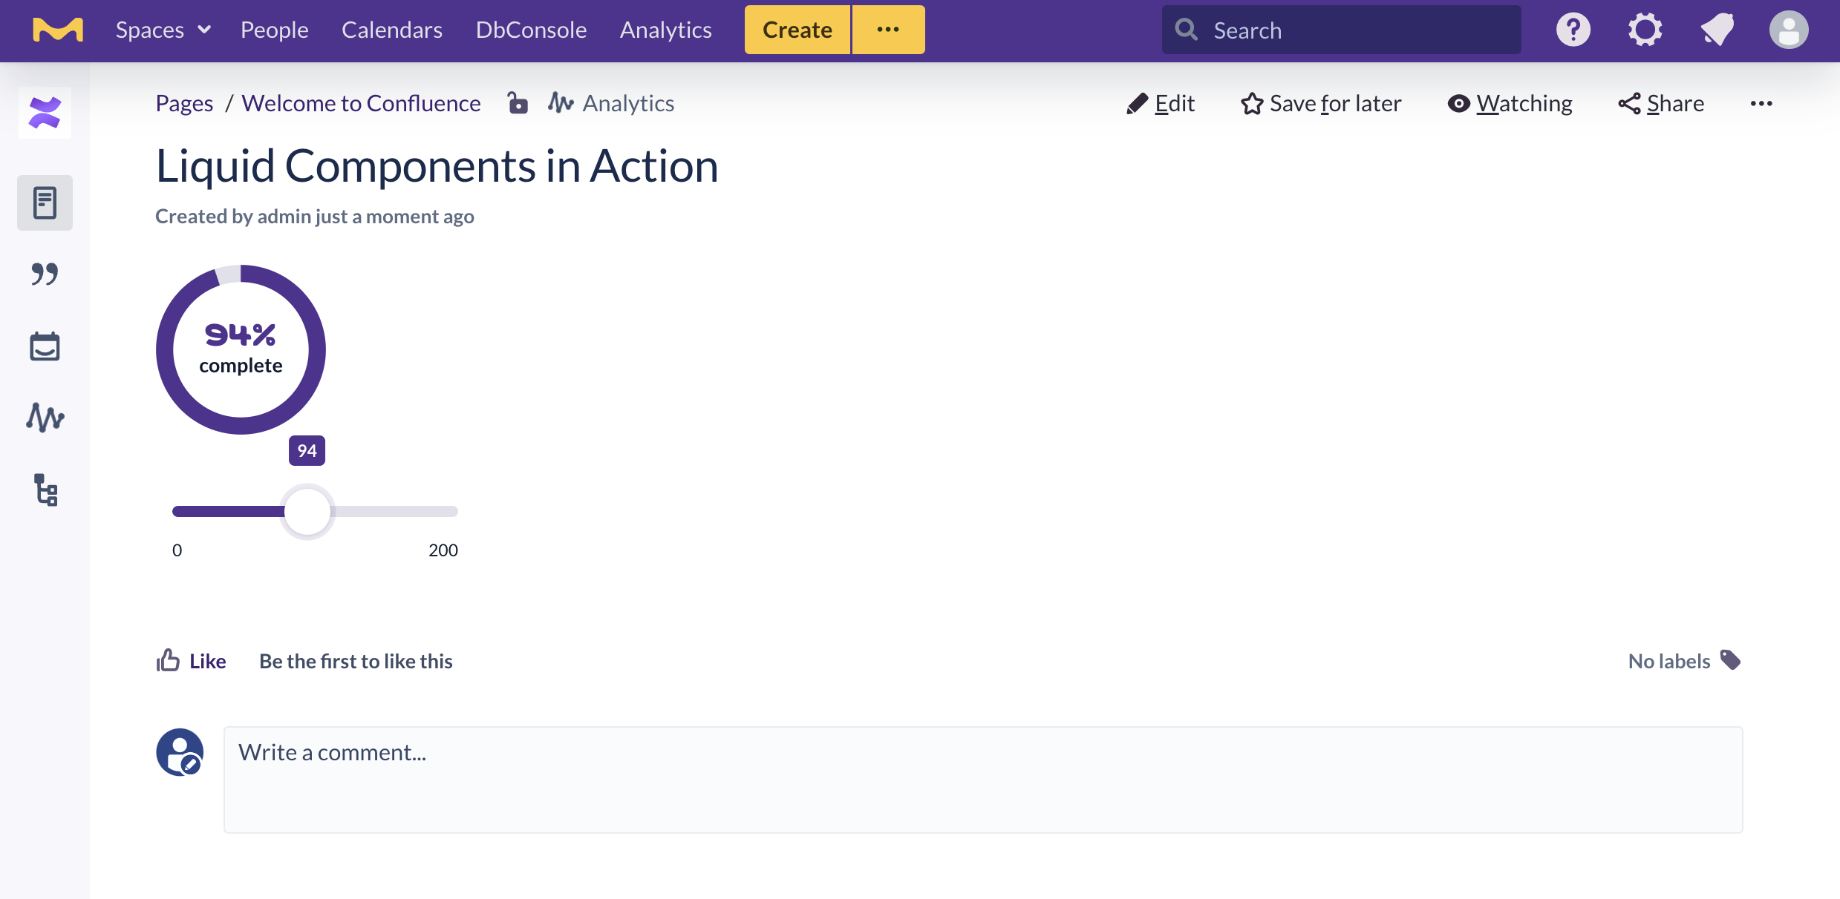 Spaces People Calendars DbConsole Analytics Create ... Search
Pages / Welcome to Confluence Analytics Edit Save for later Watching Share ...
Liquid Components in Action
Created by admin just a moment ago
94%
complete
94
0 200
Like Be the first to like this No labels
Write a comment...